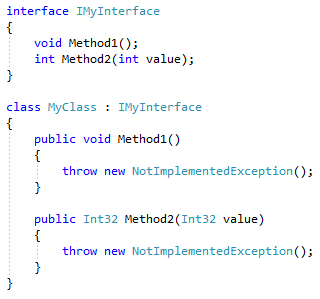 interface IMyInterface
{
    void Method1();
    int Method2(int value);
}

class MyClass : IMyInterface
{
    public void Method1()
    {
        throw new NotImplementedException();
    }

    public Int32 Method2(Int32 value)
    {
        throw new NotImplementedException();
    }
}